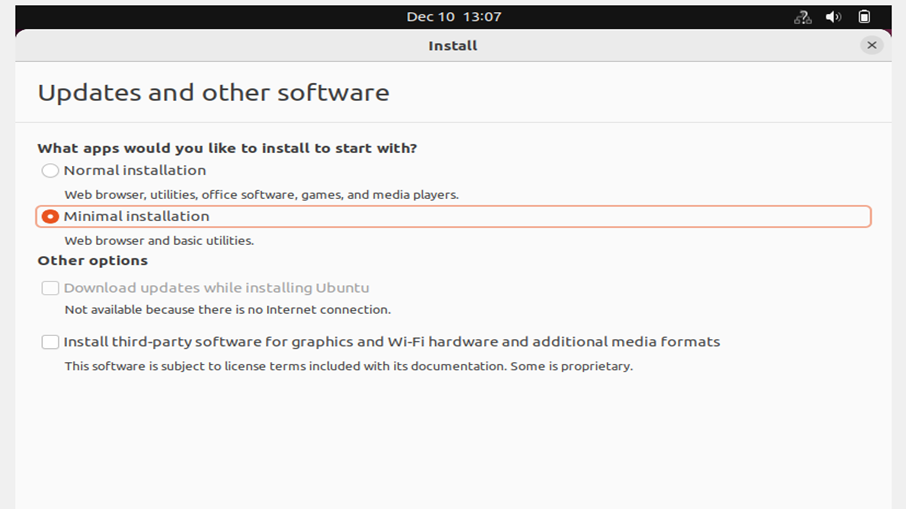 Dec 10 13:07
Install
Updates and other software
What apps would you like to install to start with?
Normal installation
Web browser, utilities, office software, games, and media players.
Minimal installation
Web browser and basic utilities.
Other options
Download updates while installing Ubuntu
Not available because there is no Internet connection.
Install third-party software for graphics and Wi-Fi hardware and additional media formats
This software is subject to license terms included with its documentation. Some is proprietary.